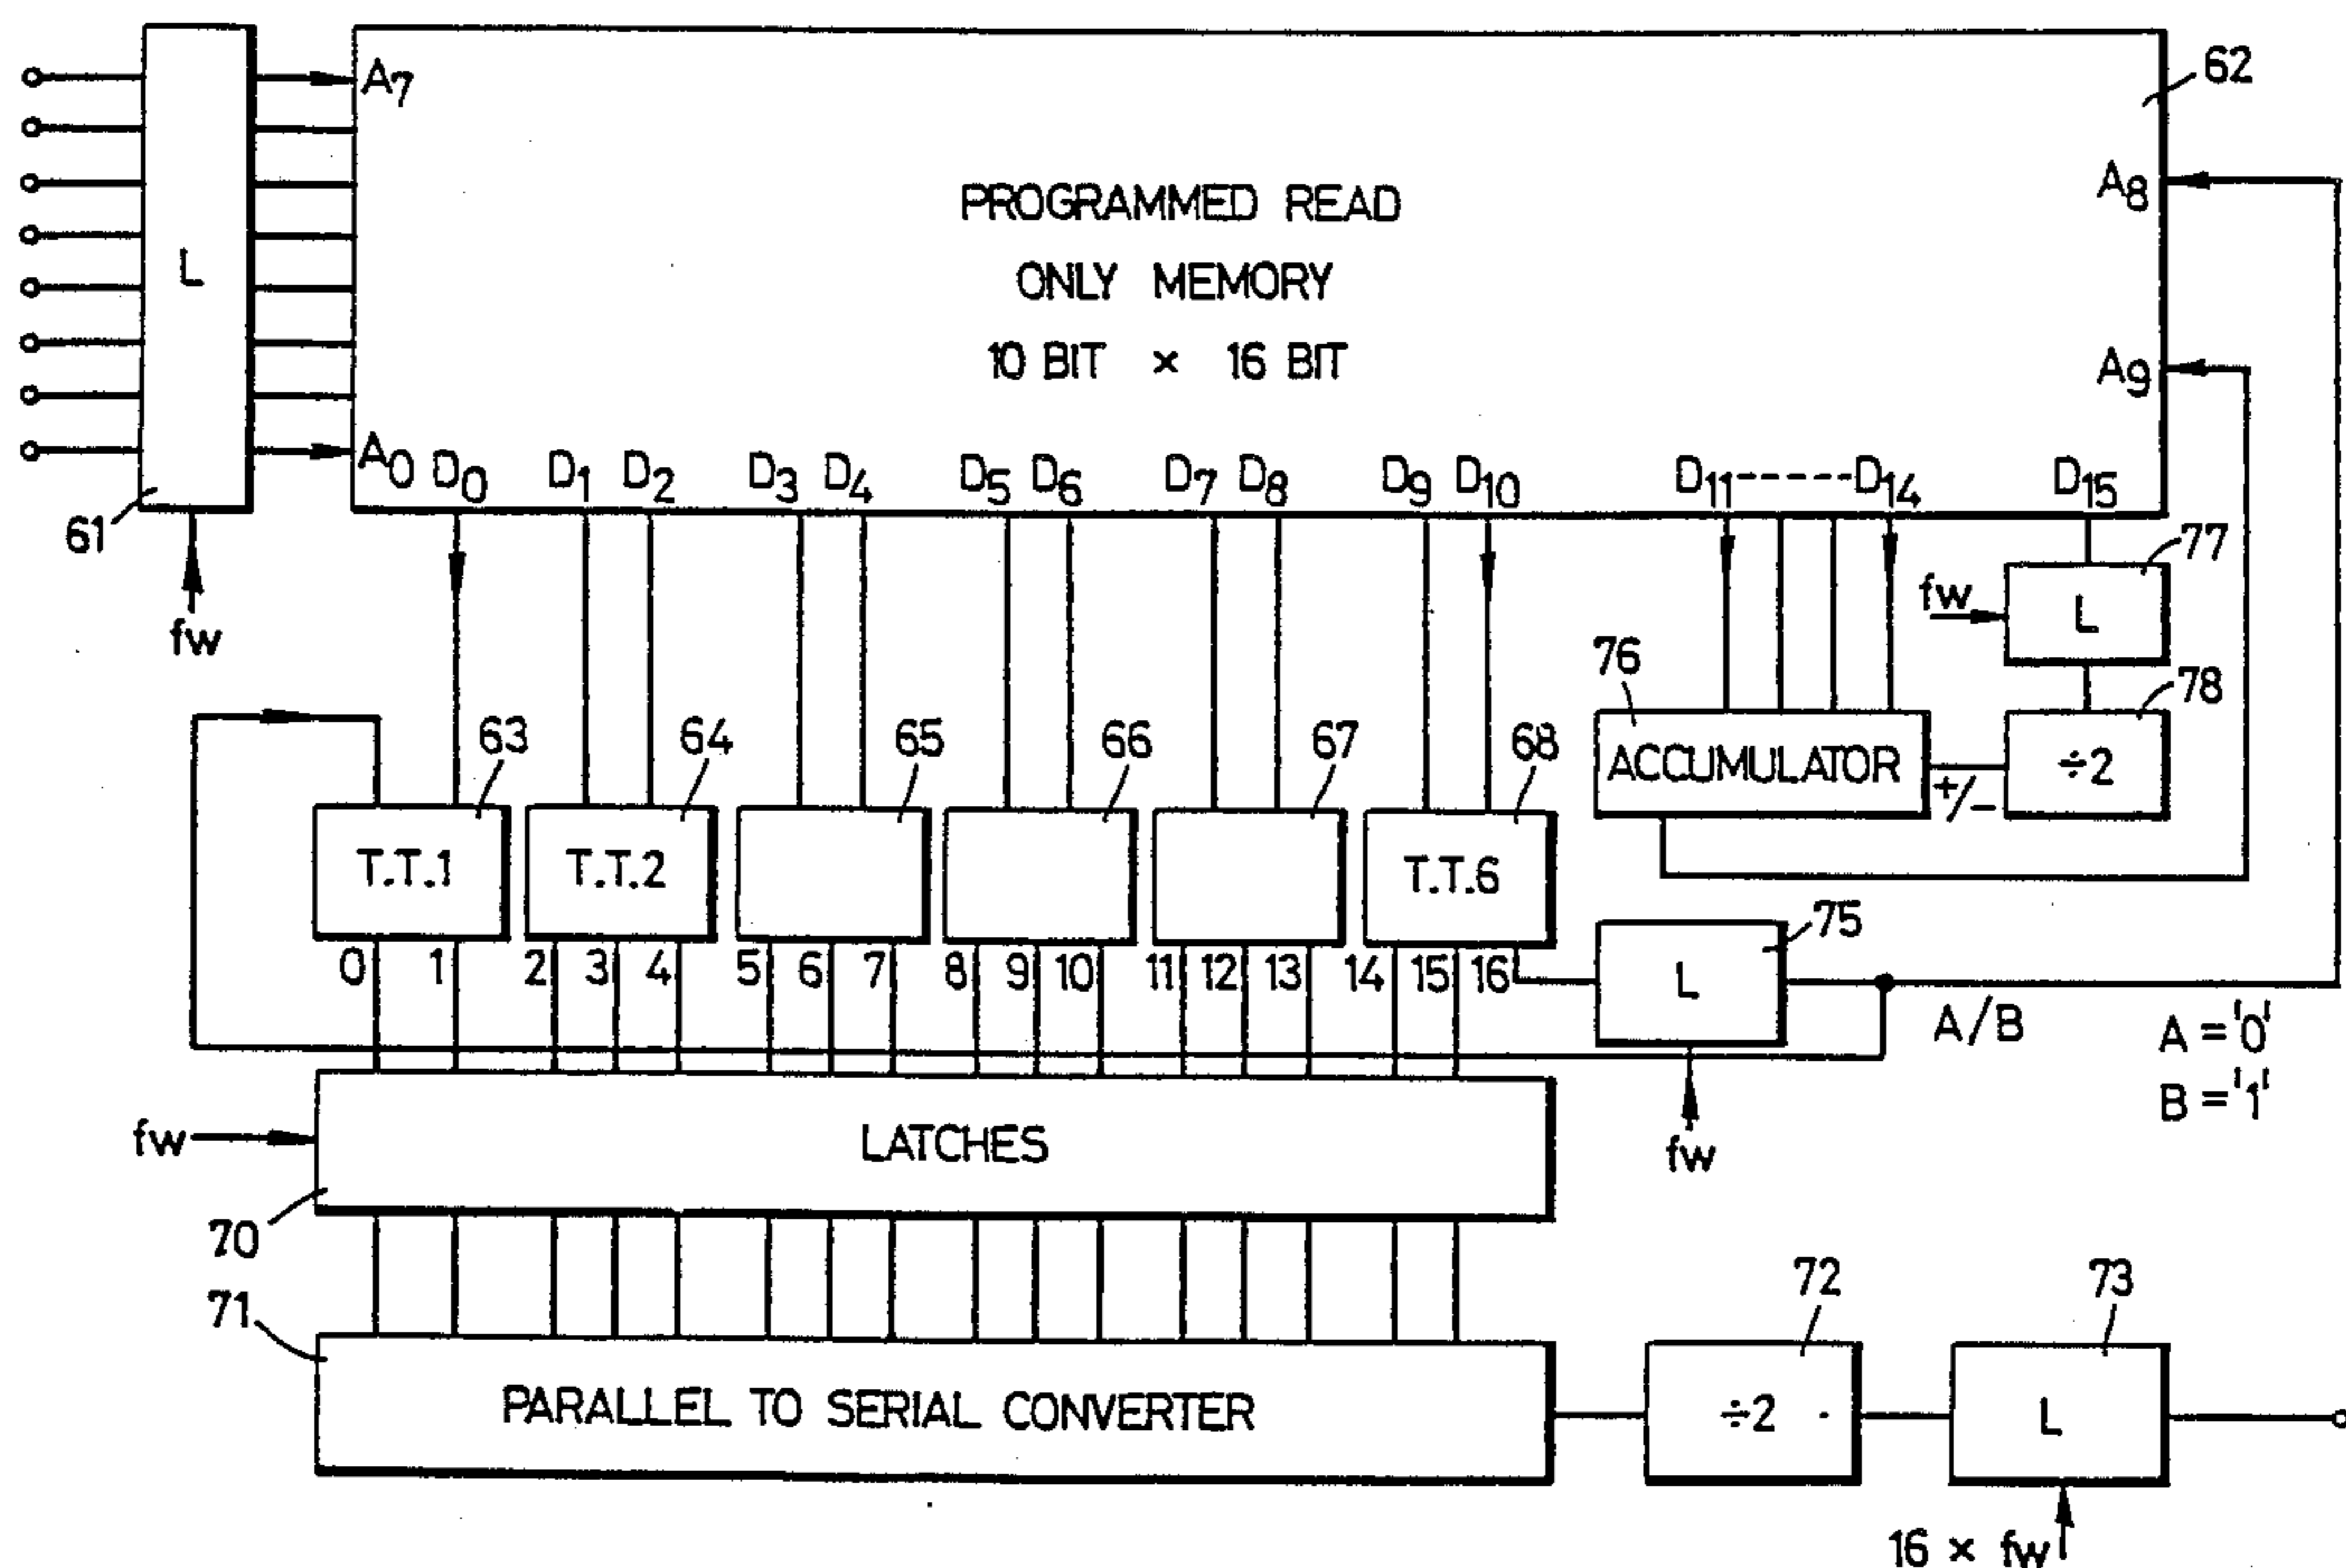 A7
L
62
PROGRAMMED READ
A8
ONLY MEMORY
10 BIT × 16 BIT
A9
A0 D0 D1 D2 D3 D4 D5 D6 D7 D8 D9 D10 D11-----D14 D15
61
fw
77
fw
L
76
78
63 64 65 66 67 68
ACCUMULATOR
+/-
÷2
T.T.1 T.T.2 T.T.6
75
0 1 2 3 4 5 6 7 8 9 10 11 12 13 14 15 16
L
A/B
A = '0'
B = '1'
fw
LATCHES
fw
70
71
72
73
PARALLEL TO SERIAL CONVERTER
÷2
L
16 × fw